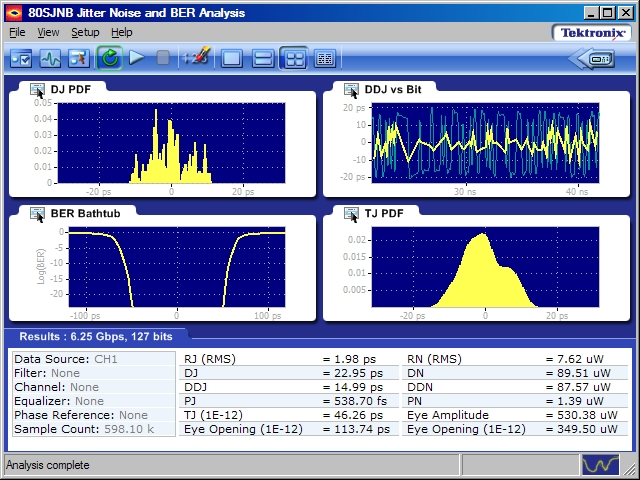 80SJNB Jitter Noise and BER Analysis
File View Setup Help
Tektronix
DJ PDF
0.05
0.04
0.03
0.02
0.01
0
-20 ps 0 20 ps
DDJ vs Bit
20 ps
10
0
-10
-20 ps
30 ns 40 ns
BER Bathtub
Log(BER)
0
-5
-10
-15
-20
-100 ps 0 100 ps
TJ PDF
0.02
0.015
0.01
0.005
-20 ps 0 20 ps
Results : 6.25 Gbps, 127 bits
Data Source: CH1
Filter: None
Channel: None
Equalizer: None
Phase Reference: None
Sample Count: 598.10 k
RJ (RMS) = 1.98 ps
DJ = 22.95 ps
DDJ = 14.99 ps
PJ = 538.70 fs
TJ (1E-12) = 46.26 ps
Eye Opening (1E-12) = 113.74 ps
RN (RMS) = 7.62 uW
DN = 89.51 uW
DDN = 87.57 uW
PN = 1.39 uW
Eye Amplitude = 530.38 uW
Eye Opening (1E-12) = 349.50 uW
Analysis complete